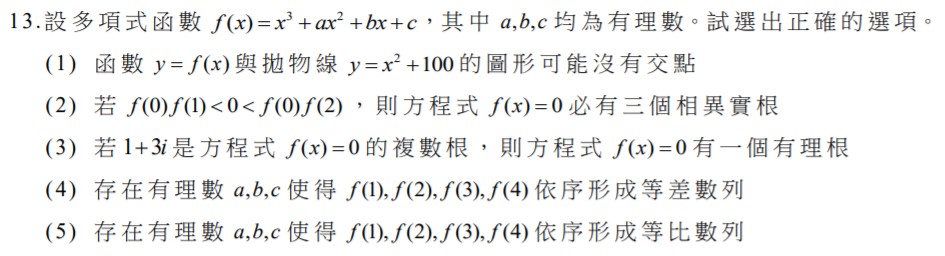 13.設多項式函數 f(x)=x³+ax²+bx+c，其中 a,b,c 均為有理數。試選出正確的選項。
(1) 函數 y=f(x)與拋物線 y=x²+100 的圖形可能沒有交點
(2) 若 f(0)f(1)<0<f(0)f(2)，則方程式 f(x)=0 必有三個相異實根
(3) 若 1+3i 是方程式 f(x)=0 的複數根，則方程式 f(x)=0 有一個有理根
(4) 存在有理數 a,b,c 使得 f(1),f(2),f(3),f(4) 依序形成等差數列
(5) 存在有理數 a,b,c 使得 f(1),f(2),f(3),f(4) 依序形成等比數列